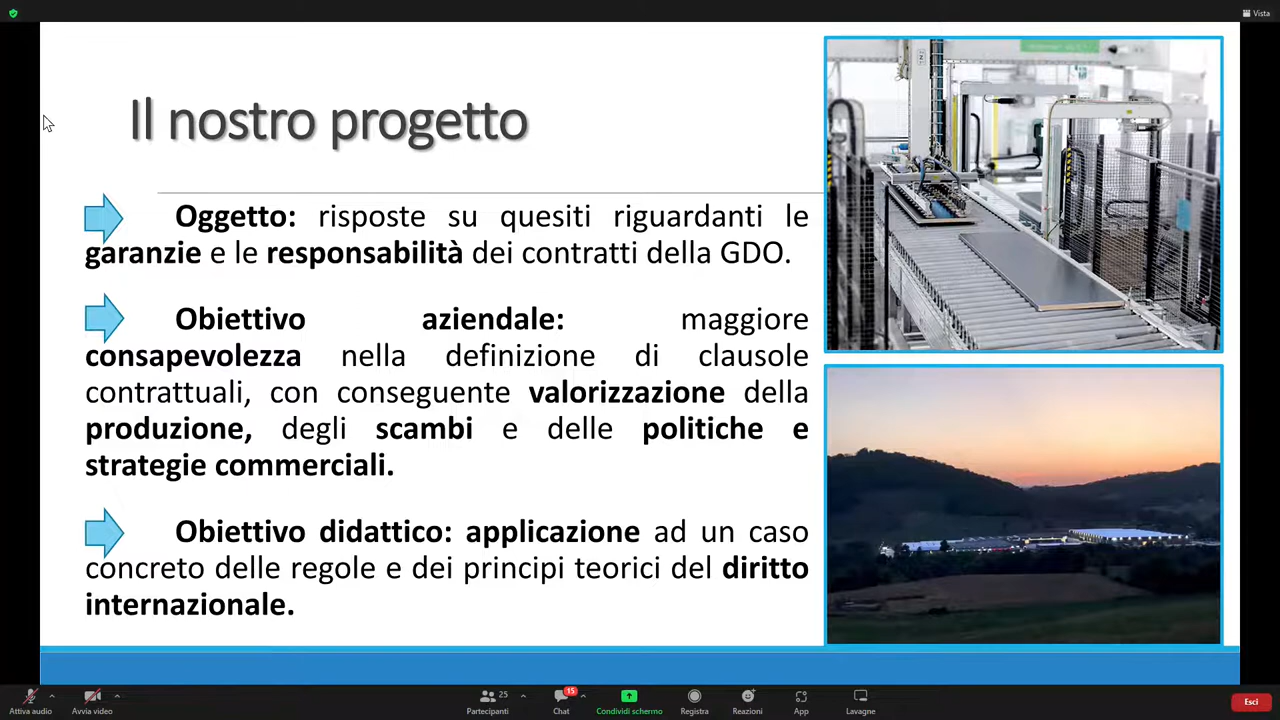 Vista
Il nostro progetto
Oggetto: risposte su quesiti riguardanti le
garanzie e le responsabilità dei contratti della GDO.
Obiettivo aziendale: maggiore
consapevolezza nella definizione di clausole
contrattuali, con conseguente valorizzazione della
produzione, degli scambi e delle politiche e
strategie commerciali.
Obiettivo didattico: applicazione ad un caso
concreto delle regole e dei principi teorici del diritto
internazionale.
Attiva audio
Avvia video
25
Partecipanti
15
Chat
Condividi schermo
Registra
Reazioni
App
Lavagne
Esci